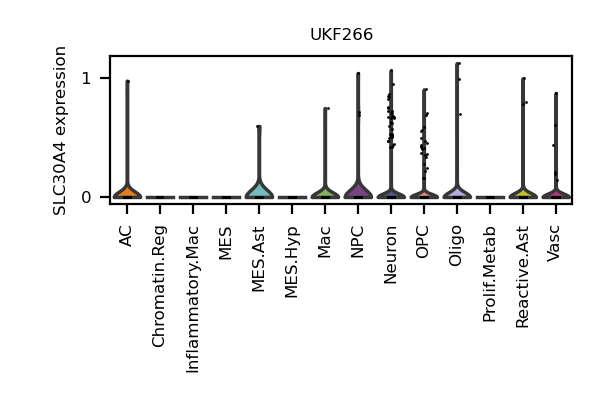 UKF266
SLC30A4 expression
1
0
AC
Chromatin.Reg
Inflammatory.Mac
MES
MES.Ast
MES.Hyp
Mac
NPC
Neuron
OPC
Oligo
Prolif.Metab
Reactive.Ast
Vasc